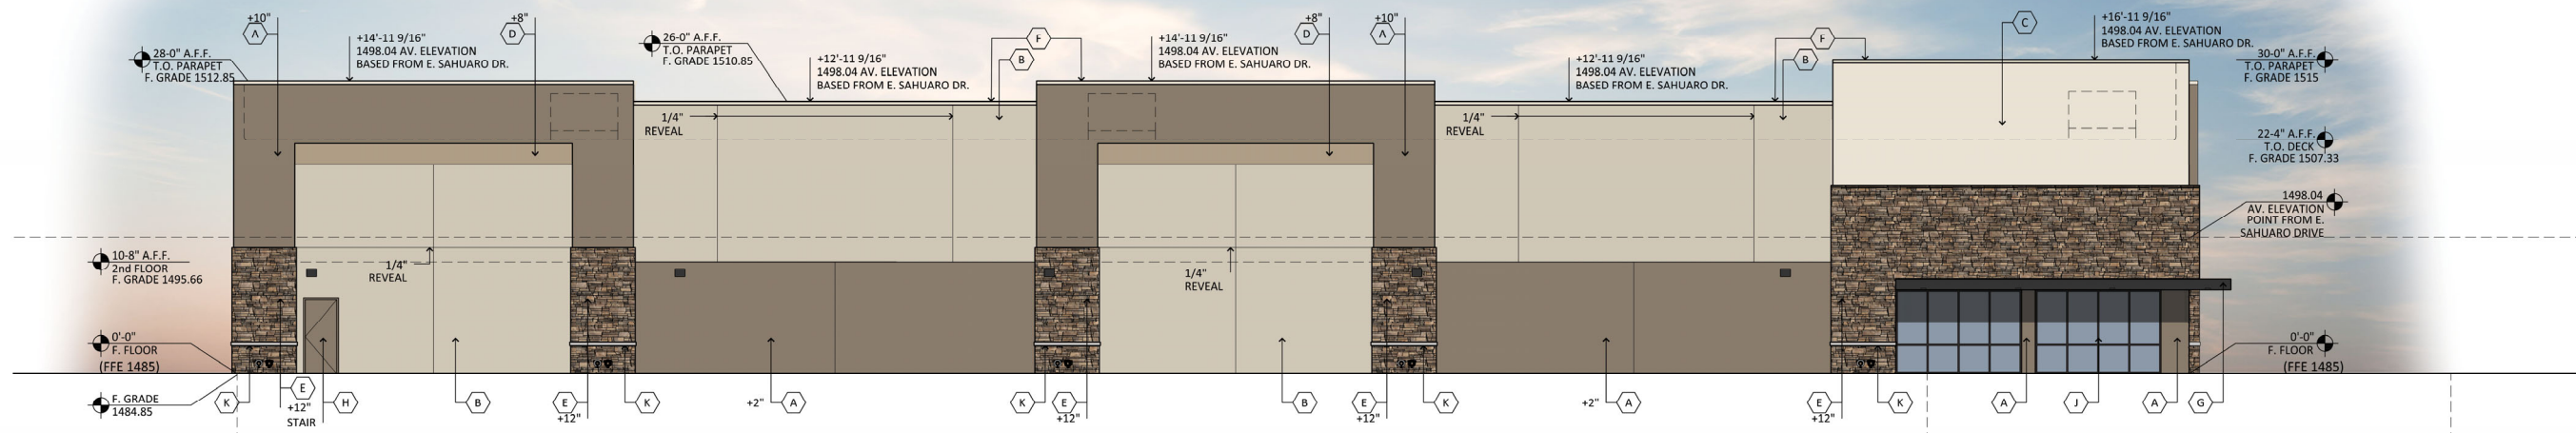 +10"
A
+8"
D
28-0" A.F.F.
T.O. PARAPET
F. GRADE 1512.85
+14'-11 9/16"
1498.04 AV. ELEVATION
BASED FROM E. SAHUARO DR.
26-0" A.F.F.
T.O. PARAPET
F. GRADE 1510.85
+12'-11 9/16"
1498.04 AV. ELEVATION
BASED FROM E. SAHUARO DR.
F
B
+14'-11 9/16"
1498.04 AV. ELEVATION
BASED FROM E. SAHUARO DR.
+8"
D
+10"
A
+12'-11 9/16"
1498.04 AV. ELEVATION
BASED FROM E. SAHUARO DR.
F
B
C
+16'-11 9/16"
1498.04 AV. ELEVATION
BASED FROM E. SAHUARO DR.
30-0" A.F.F.
T.O. PARAPET
F. GRADE 1515
1/4"
REVEAL
1/4"
REVEAL
22-4" A.F.F.
T.O. DECK
F. GRADE 1507.33
1498.04
AV. ELEVATION
POINT FROM E.
SAHUARO DRIVE
10-8" A.F.F.
2nd FLOOR
F. GRADE 1495.66
1/4"
REVEAL
1/4"
REVEAL
0'-0"
F. FLOOR
(FFE 1485)
0'-0"
F. FLOOR
(FFE 1485)
F. GRADE
1484.85
K
E
+12"
STAIR
H
B
E
+12"
K
+2"
A
K
E
+12"
B
E
+12"
K
+2"
A
E
+12"
K
A
J
A
G